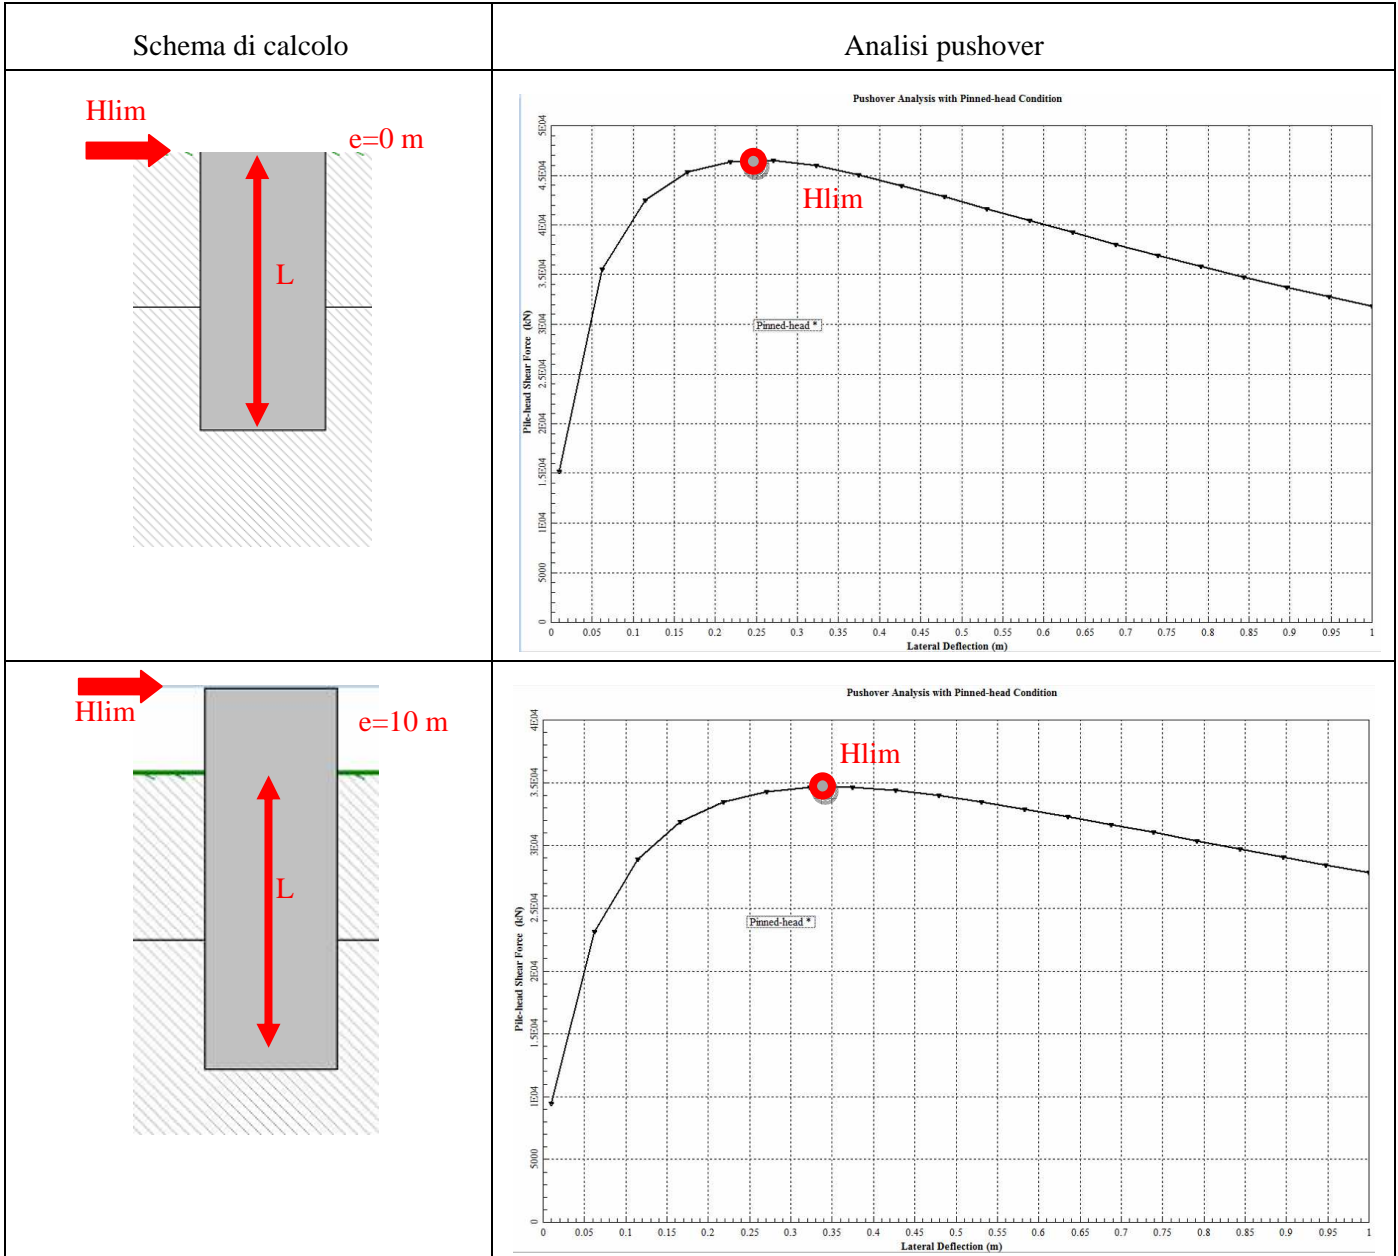 Schema di calcolo
Analisi pushover
Hlim
e=0 m
L
Pushover Analysis with Pinned-head Condition
Pile-head Shear Force (kN)
5E04
4.5E04
4E04
3.5E04
3E04
2.5E04
2E04
1.5E04
1E04
5000
0
Hlim
Pinned-head *
0 0.05 0.1 0.15 0.2 0.25 0.3 0.35 0.4 0.45 0.5 0.55 0.6 0.65 0.7 0.75 0.8 0.85 0.9 0.95 1
Lateral Deflection (m)
Hlim
e=10 m
L
Pushover Analysis with Pinned-head Condition
Pile-head Shear Force (kN)
4E04
3.5E04
3E04
2.5E04
2E04
1.5E04
1E04
5000
0
Hlim
Pinned-head *
0 0.05 0.1 0.15 0.2 0.25 0.3 0.35 0.4 0.45 0.5 0.55 0.6 0.65 0.7 0.75 0.8 0.85 0.9 0.95 1
Lateral Deflection (m)